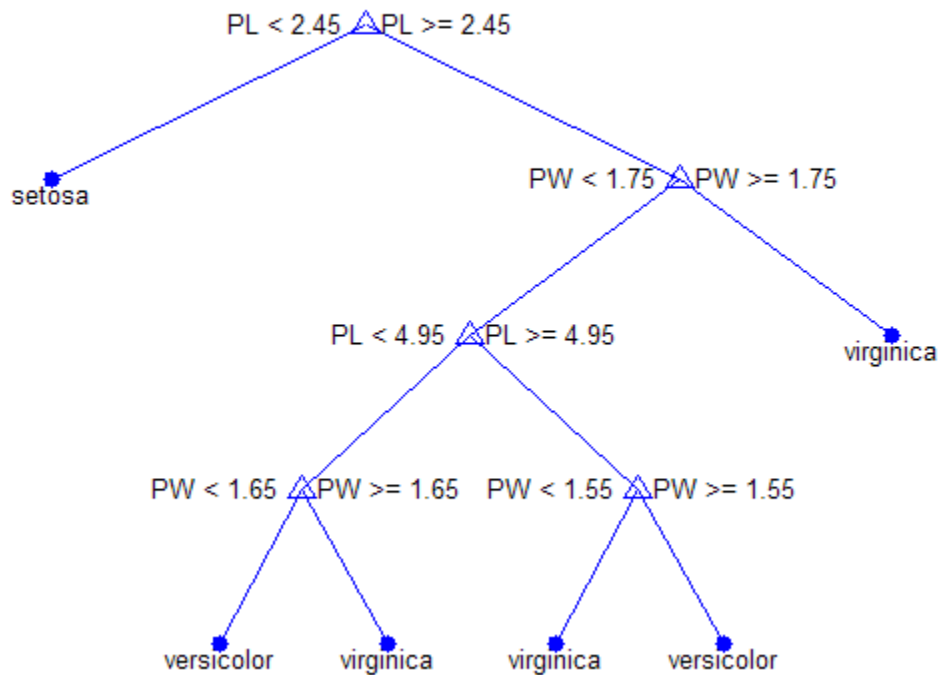 PL < 2.45 PL >= 2.45
setosa
PW < 1.75 PW >= 1.75
PL < 4.95 PL >= 4.95
virginica
PW < 1.65 PW >= 1.65 PW < 1.55 PW >= 1.55
versicolor virginica virginica versicolor